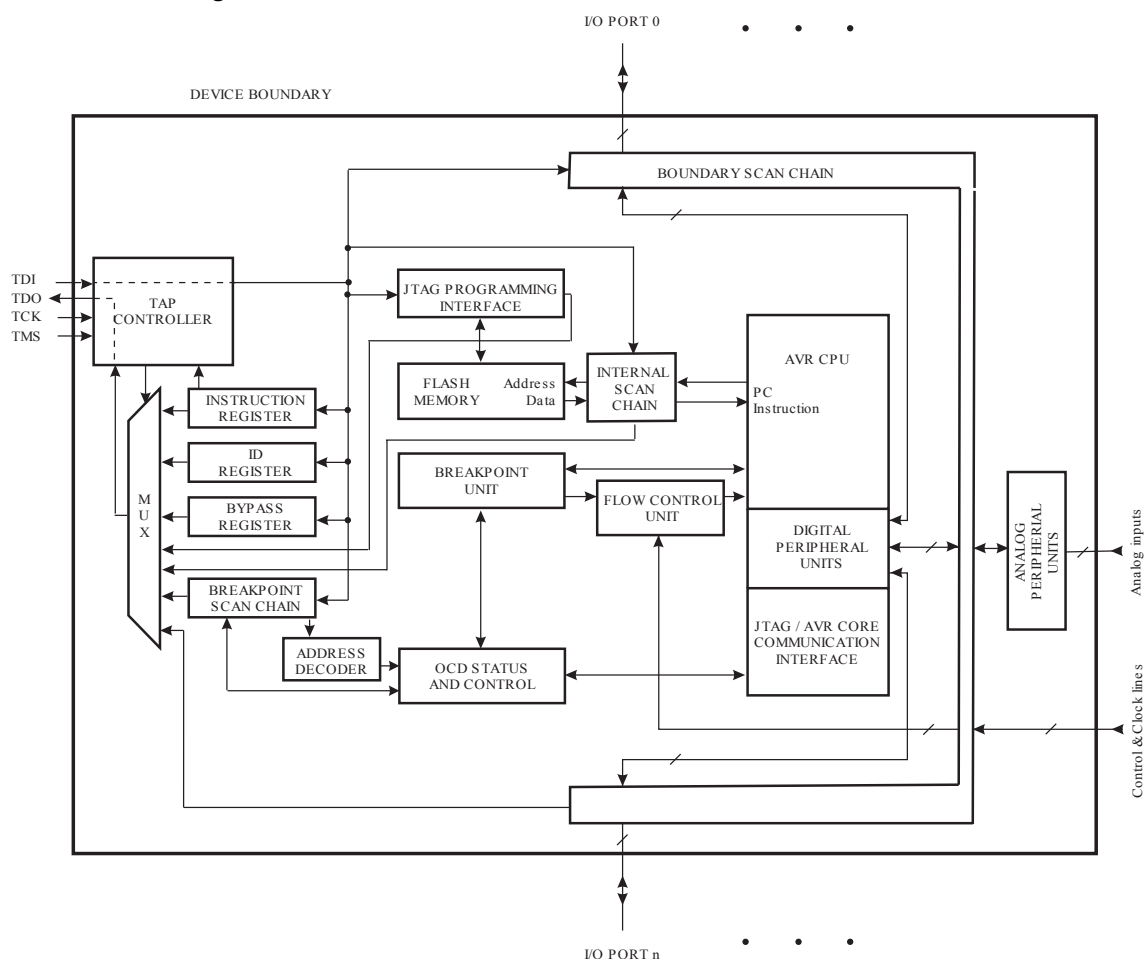 I/O PORT 0
DEVICE BOUNDARY
BOUNDARY SCAN CHAIN
TDI
TDO
TCK
TMS
TAP
CONTROLLER
JTAG PROGRAMMING
INTERFACE
AVR CPU
FLASH
MEMORY
Address
Data
INTERNAL
SCAN
CHAIN
PC
Instruction
INSTRUCTION
REGISTER
ID
REGISTER
BYPASS
REGISTER
M
U
X
BREAKPOINT
UNIT
FLOW CONTROL
UNIT
DIGITAL
PERIPHERAL
UNITS
ANALOG
PERIPHERIAL
UNITS
Analog inputs
BREAKPOINT
SCAN CHAIN
ADDRESS
DECODER
OCD STATUS
AND CONTROL
JTAG / AVR CORE
COMMUNICATION
INTERFACE
Control & Clock lines
I/O PORT n